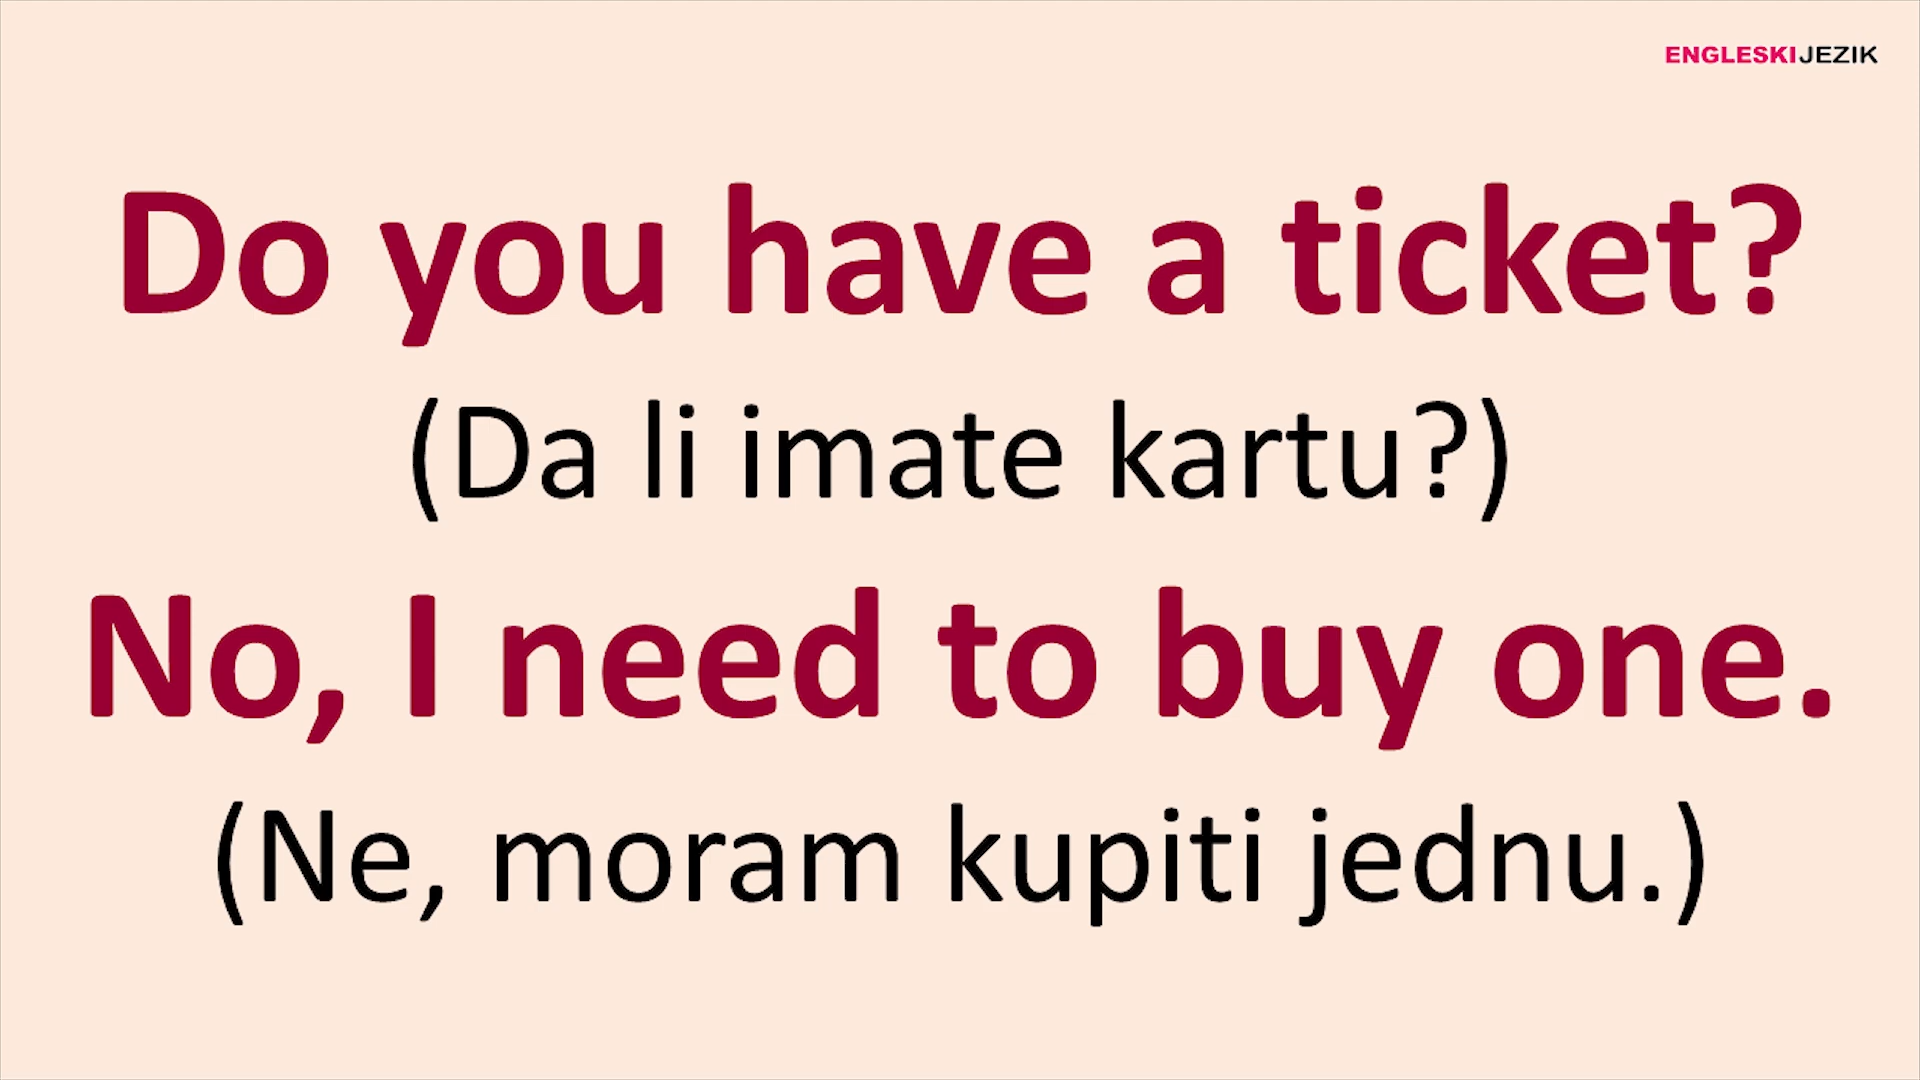 ENGLESKIJEZIK
Do you have a ticket?
(Da li imate kartu?)
No, I need to buy one.
(Ne, moram kupiti jednu.)